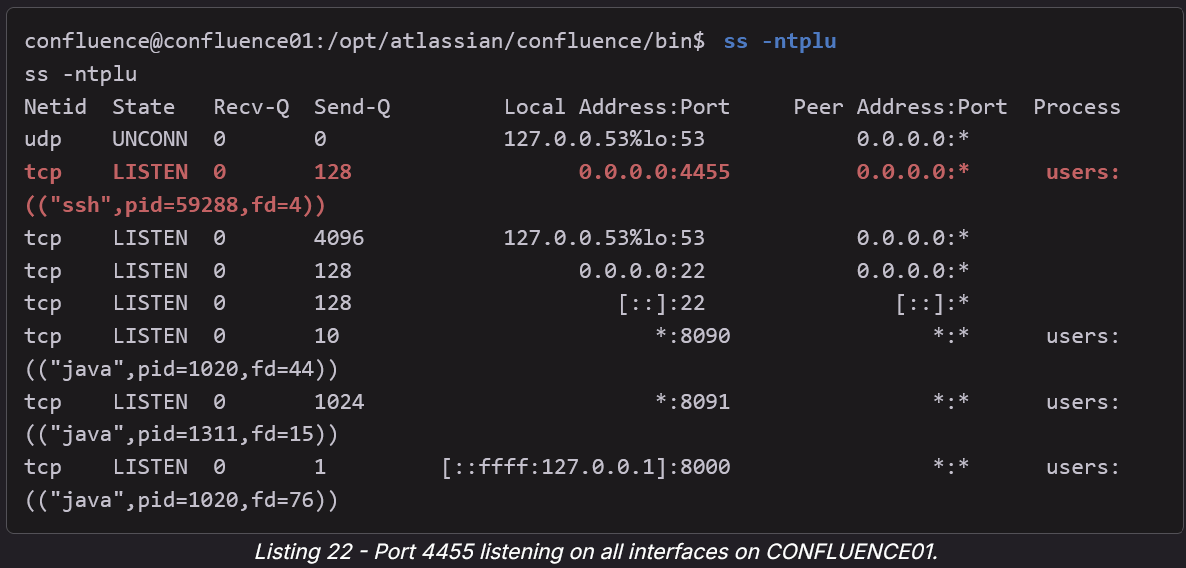 confluence@confluence01:/opt/atlassian/confluence/bin$ ss -ntplu
ss -ntplu
Netid  State   Recv-Q  Send-Q         Local Address:Port     Peer Address:Port  Process
udp    UNCONN  0       0              127.0.0.53%lo:53            0.0.0.0:*
tcp    LISTEN  0       128                  0.0.0.0:4455          0.0.0.0:*      users:
(("ssh",pid=59288,fd=4))
tcp    LISTEN  0       4096           127.0.0.53%lo:53            0.0.0.0:*
tcp    LISTEN  0       128                  0.0.0.0:22            0.0.0.0:*
tcp    LISTEN  0       128                     [::]:22               [::]:*
tcp    LISTEN  0       10                         *:8090                *:*      users:
(("java",pid=1020,fd=44))
tcp    LISTEN  0       1024                       *:8091                *:*      users:
(("java",pid=1311,fd=15))
tcp    LISTEN  0       1         [::ffff:127.0.0.1]:8000                *:*      users:
(("java",pid=1020,fd=76))
Listing 22 - Port 4455 listening on all interfaces on CONFLUENCE01.